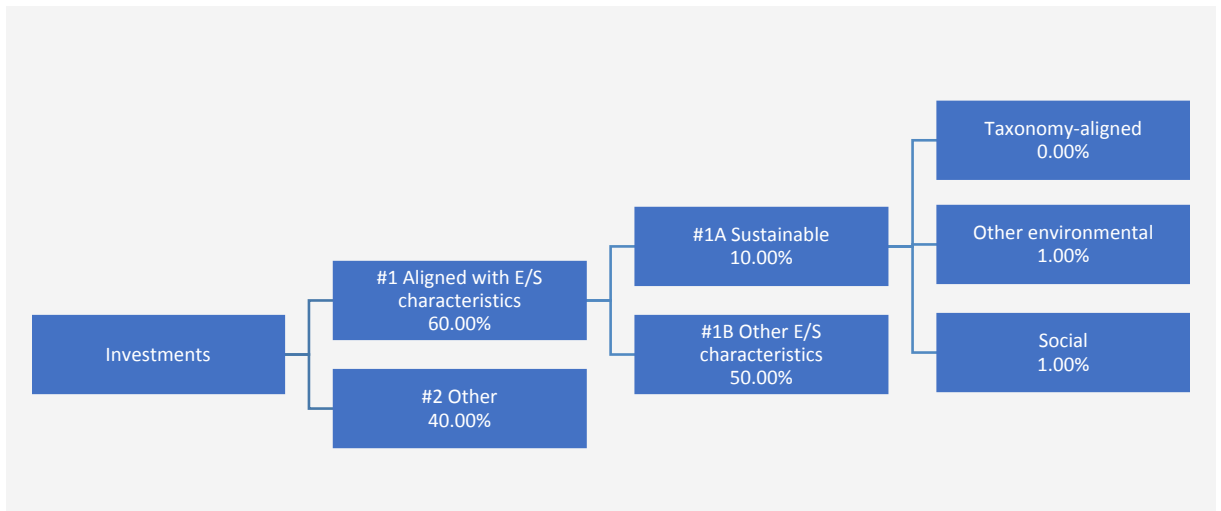 Investments
#1 Aligned with E/S
characteristics
60.00%
#2 Other
40.00%
#1A Sustainable
10.00%
#1B Other E/S
characteristics
50.00%
Taxonomy-aligned
0.00%
Other environmental
1.00%
Social
1.00%